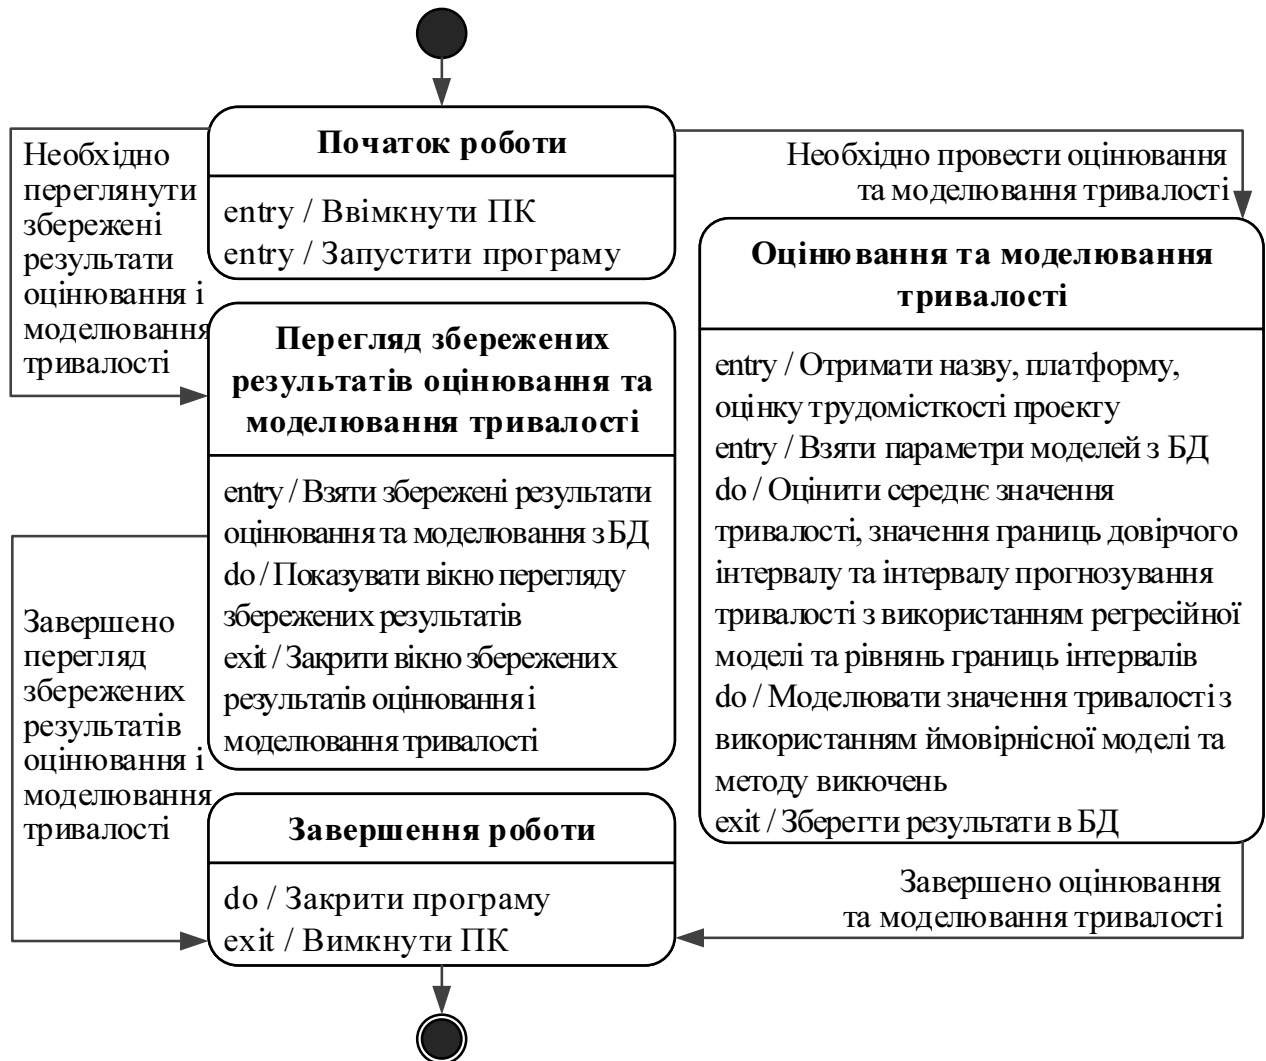 Початок роботи
entry / Ввімкнути ПК
entry / Запустити програму
Необхідно
переглянути
збережені
результати
оцінювання і
моделювання
тривалості
Необхідно провести оцінювання
та моделювання тривалості
Перегляд збережених
результатів оцінювання та
моделювання тривалості
entry / Взяти збережені результати
оцінювання та моделювання з БД
do / Показувати вікно перегляду
збережених результатів
exit / Закрити вікно збережених
результатів оцінювання і
моделювання тривалості
Оцінювання та моделювання
тривалості
entry / Отримати назву, платформу,
оцінку трудомісткості проекту
entry / Взяти параметри моделей з БД
do / Оцінити середнє значення
тривалості, значення границь довірчого
інтервалу та інтервалу прогнозування
тривалості з використанням регресійної
моделі та рівнянь границь інтервалів
do / Моделювати значення тривалості з
використанням ймовірнісної моделі та
методу викючень
exit / Зберегти результати в БД
Завершено
перегляд
збережених
результатів
оцінювання і
моделювання
тривалості
Завершення роботи
do / Закрити програму
exit / Вимкнути ПК
Завершено оцінювання
та моделювання тривалості